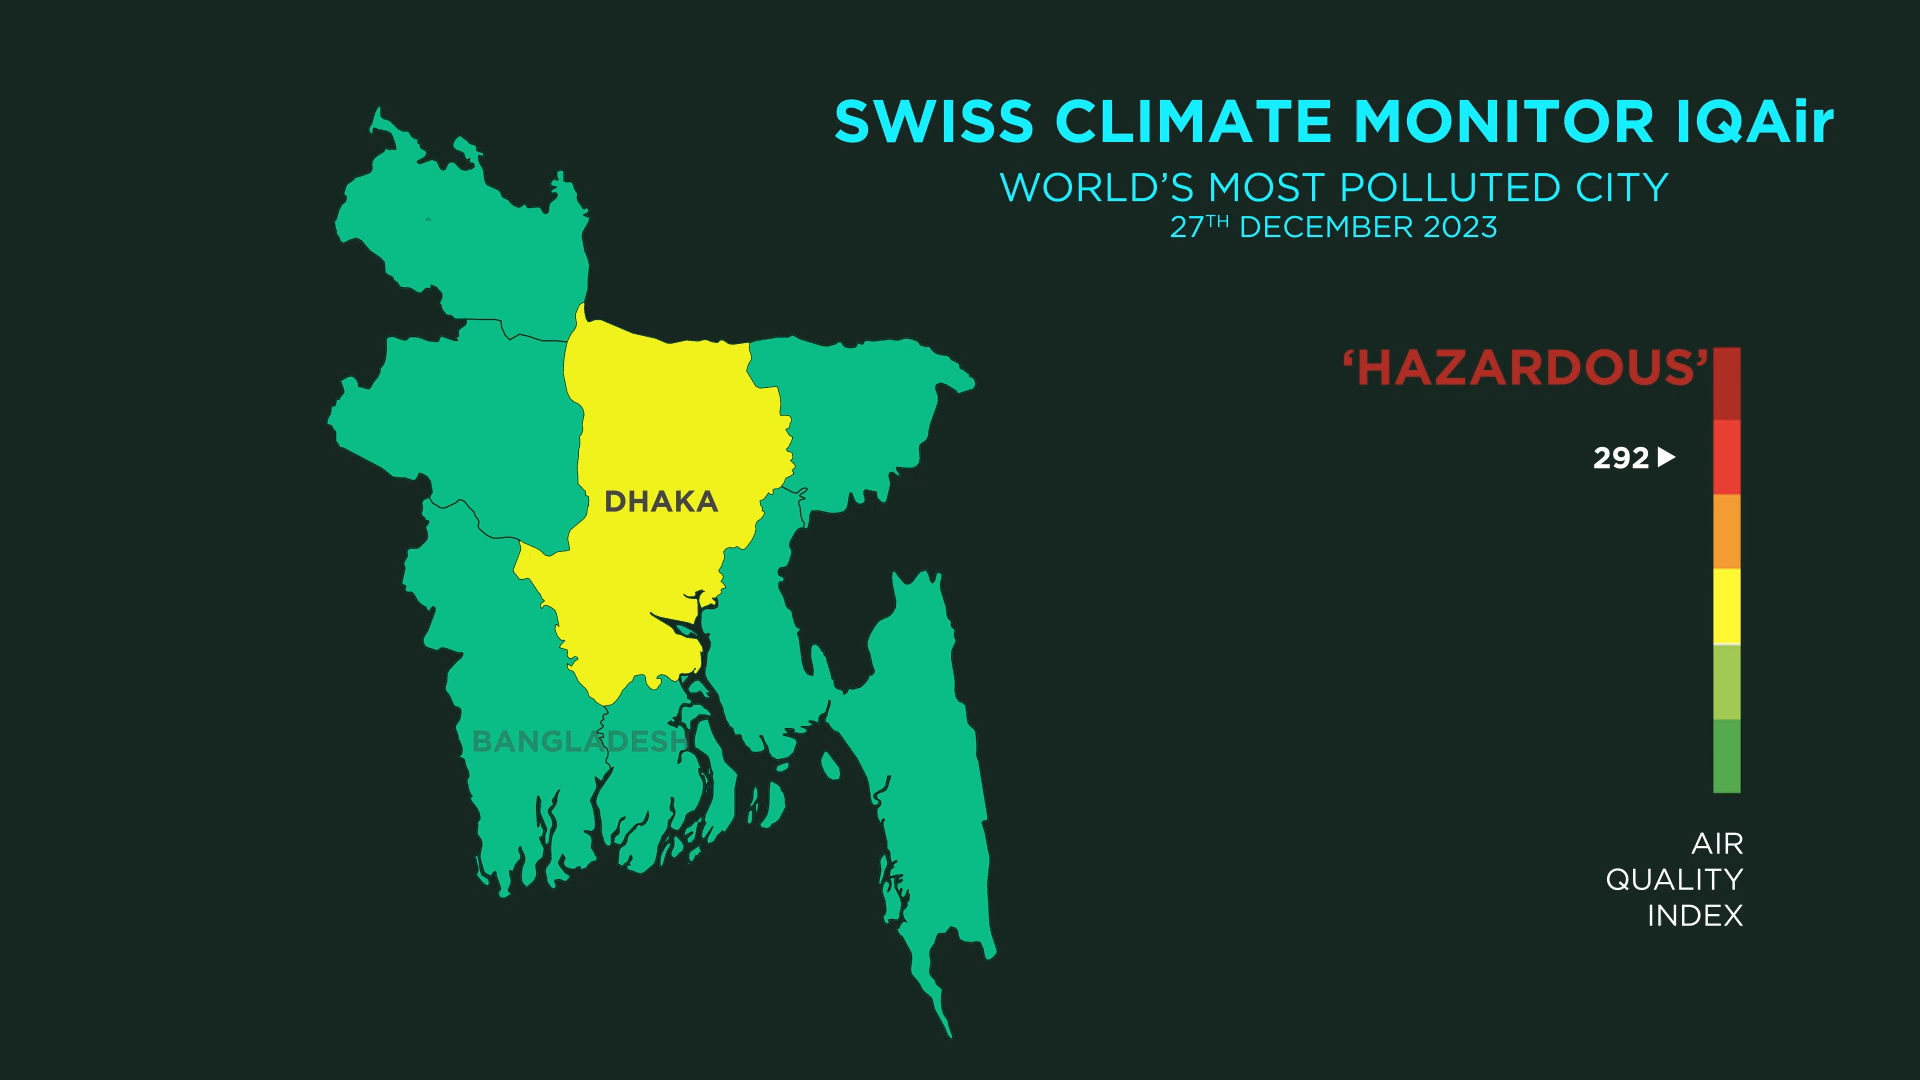 SWISS CLIMATE MONITOR IQAir
WORLD'S MOST POLLUTED CITY
27TH DECEMBER 2023
'HAZARDOUS'
292
DHAKA
BANGLADESH
AIR
QUALITY
INDEX